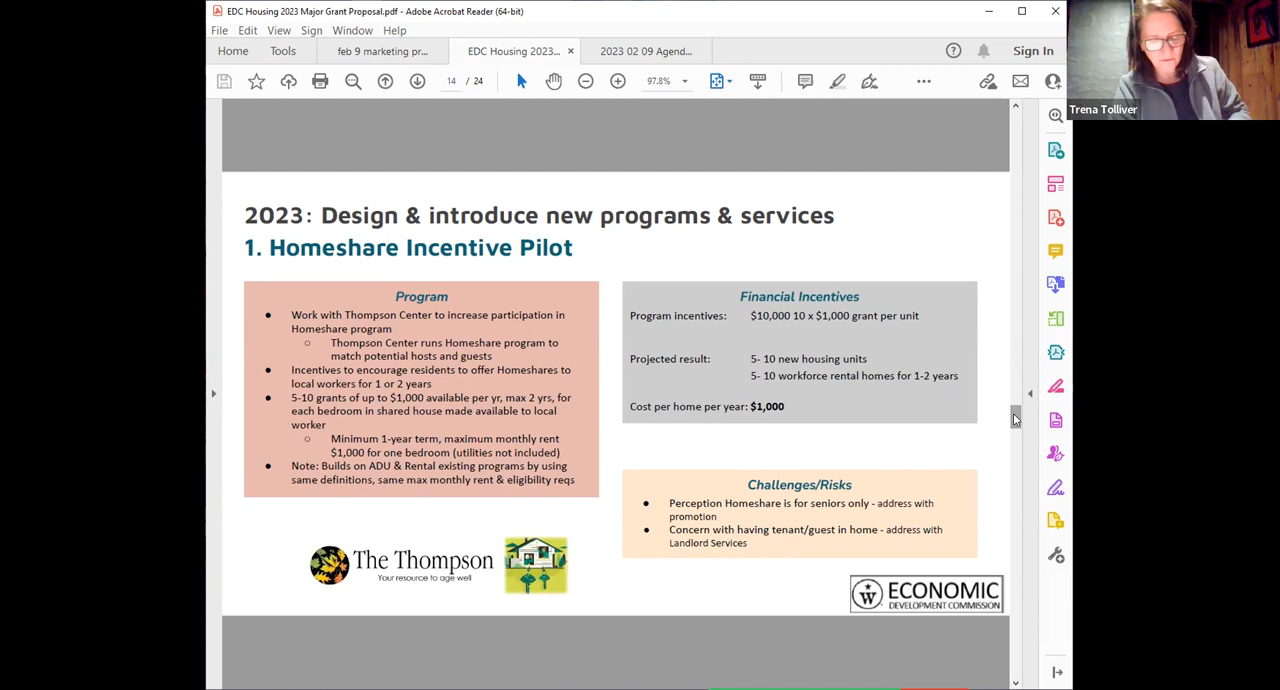 EDC Housing 2023 Major Grant Proposal.pdf - Adobe Acrobat Reader (64-bit)
File Edit View Sign Window Help
Home Tools feb 9 marketing pr... EDC Housing 2023... × 2023 02 09 Agend... Sign In
14 / 24 97.8%
Trena Tolliver
2023: Design & introduce new programs & services
1. Homeshare Incentive Pilot
Program
● Work with Thompson Center to increase participation in
Homeshare program
○ Thompson Center runs Homeshare program to
match potential hosts and guests
● Incentives to encourage residents to offer Homeshares to
local workers for 1 or 2 years
● 5-10 grants of up to $1,000 available per yr, max 2 yrs, for
each bedroom in shared house made available to local
worker
○ Minimum 1-year term, maximum monthly rent
$1,000 for one bedroom (utilities not included)
● Note: Builds on ADU & Rental existing programs by using
same definitions, same max monthly rent & eligibility reqs
Financial Incentives
Program incentives: $10,000 10 x $1,000 grant per unit
Projected result: 5- 10 new housing units
5- 10 workforce rental homes for 1-2 years
Cost per home per year: $1,000
Challenges/Risks
● Perception Homeshare is for seniors only - address with
promotion
● Concern with having tenant/guest in home - address with
Landlord Services
The Thompson
Your resource to age well
W ECONOMIC
DEVELOPMENT COMMISSION